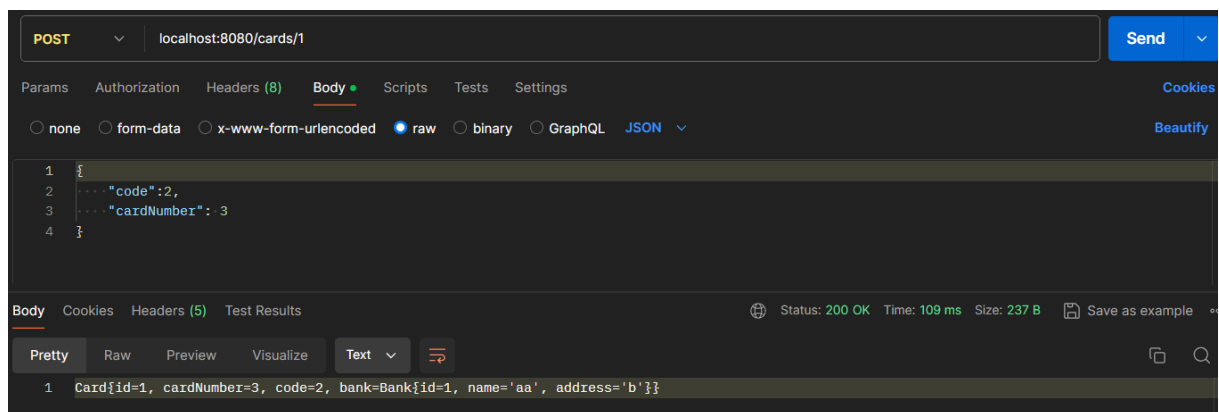 POST localhost:8080/cards/1 Send
Params Authorization Headers (8) Body Scripts Tests Settings Cookies
none form-data x-www-form-urlencoded raw binary GraphQL JSON Beautify
1 {
2 ····"code":2,
3 ····"cardNumber":·3
4 }
Body Cookies Headers (5) Test Results Status: 200 OK Time: 109 ms Size: 237 B Save as example
Pretty Raw Preview Visualize Text
1 Card{id=1, cardNumber=3, code=2, bank=Bank{id=1, name='aa', address='b'}}